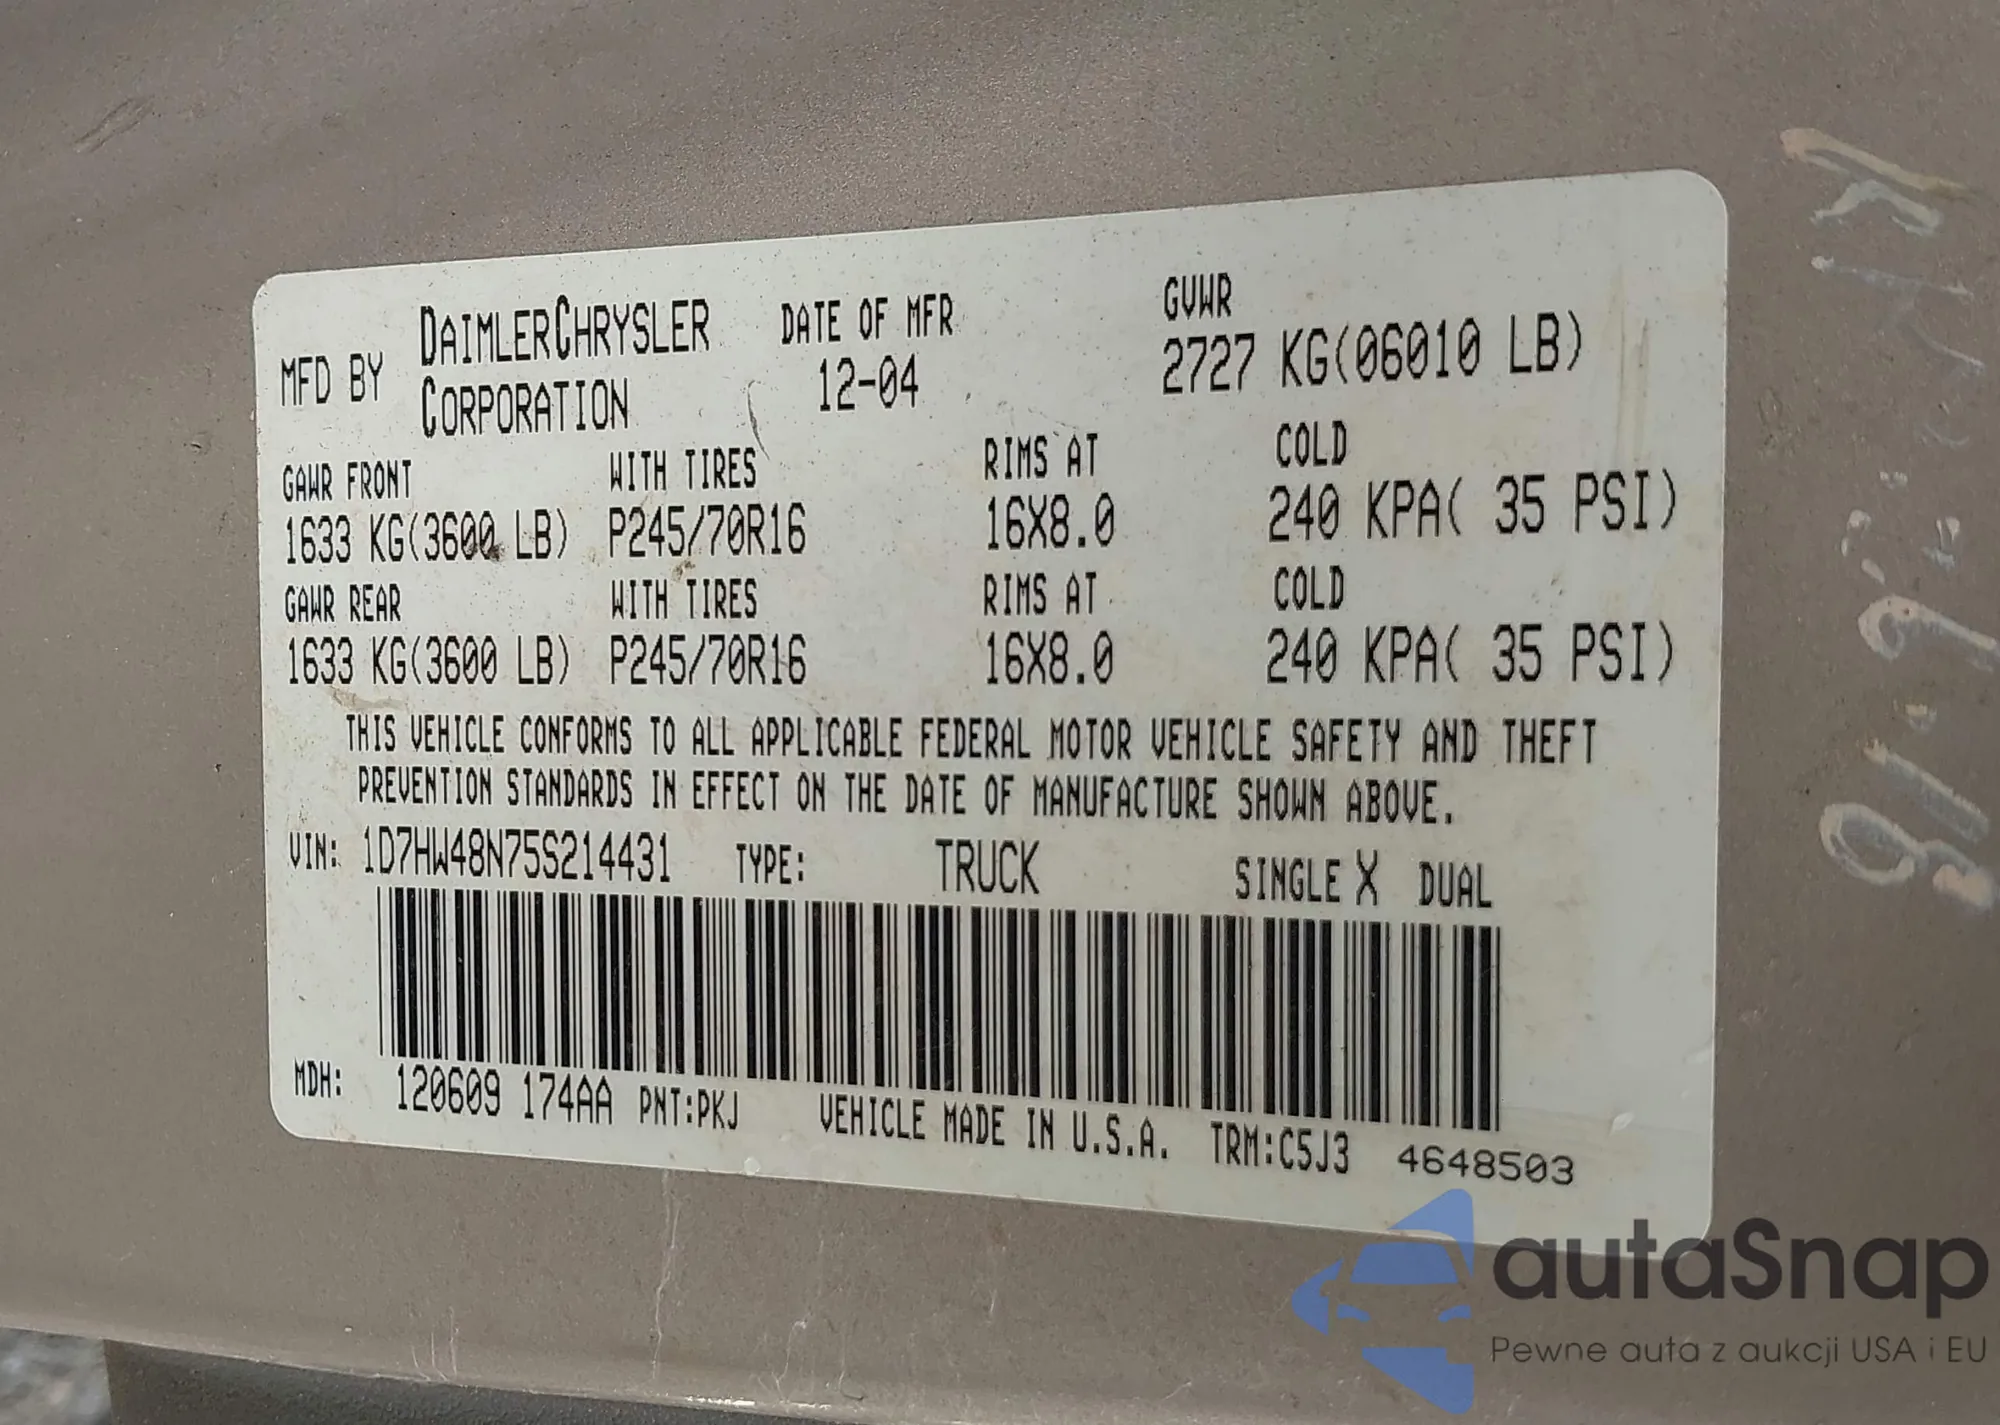 MFD BY DAIMLERCHRYSLER CORPORATION DATE OF MFR 12-04 GVWR 2727 KG(06010 LB)
GAWR FRONT WITH TIRES RIMS AT COLD
1633 KG(3600 LB) P245/70R16 16X8.0 240 KPA( 35 PSI)
GAWR REAR WITH TIRES RIMS AT COLD
1633 KG(3600 LB) P245/70R16 16X8.0 240 KPA( 35 PSI)
THIS VEHICLE CONFORMS TO ALL APPLICABLE FEDERAL MOTOR VEHICLE SAFETY AND THEFT
PREVENTION STANDARDS IN EFFECT ON THE DATE OF MANUFACTURE SHOWN ABOVE.
VIN: 1D7HW48N75S214431 TYPE: TRUCK SINGLE X DUAL
MDH: 120609 174AA PNT:PKJ VEHICLE MADE IN U.S.A. TRM:C5J3 4648503
autaSnap
Pewne auta z aukcji USA i EU